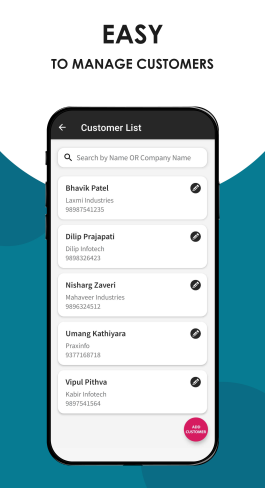 EASY
TO MANAGE CUSTOMERS
Customer List
Search by Name OR Company Name
Bhavik Patel
Laxmi Industries
98987541235
Dilip Prajapati
Dilip Infotech
9898326423
Nisharg Zaveri
Mahaveer Industries
9896324512
Umang Kathiyara
Praxinfo
9377168718
Vipul Pithva
Kabir Infotech
9897541564
ADD
CUSTOMER